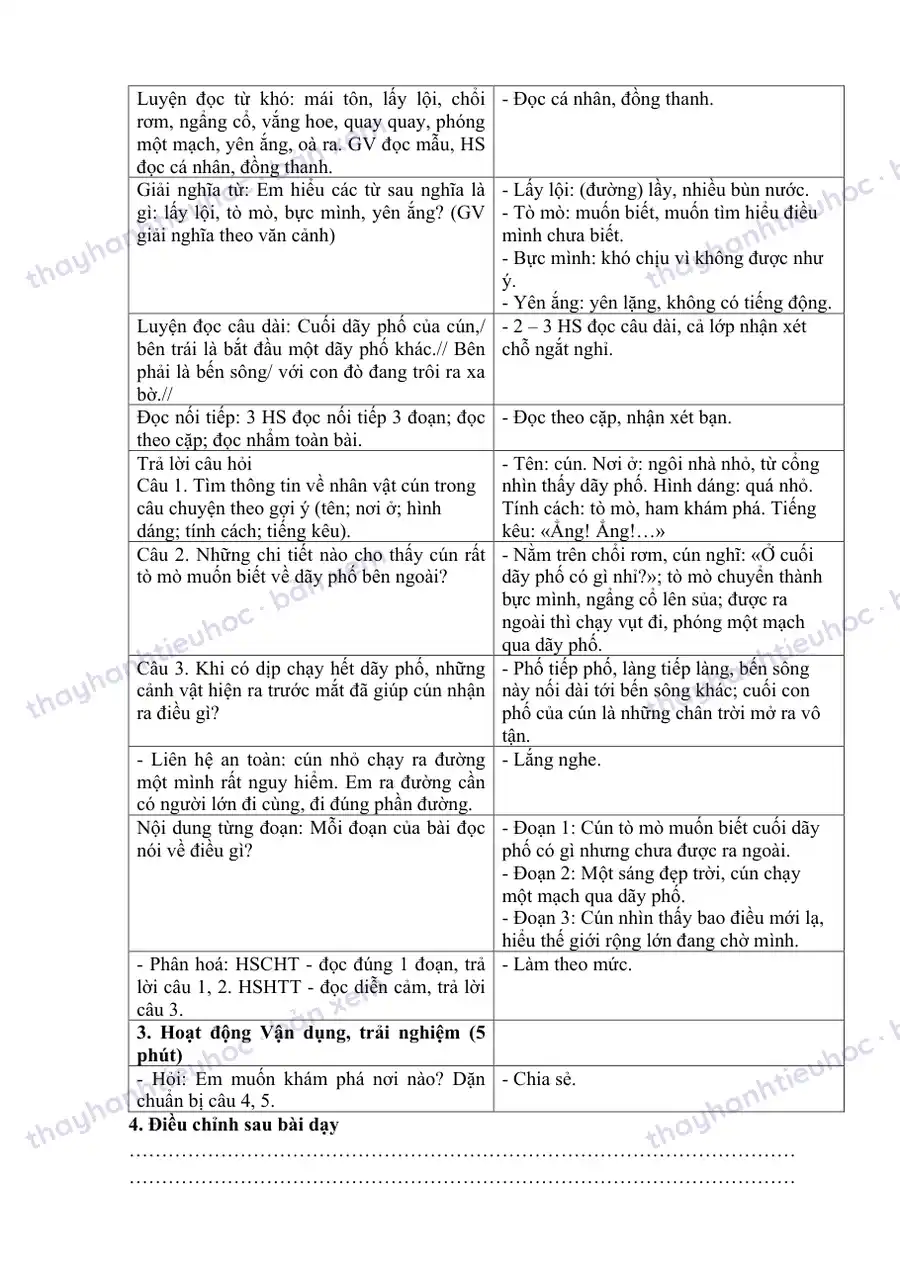 Luyện đọc từ khó: mái tôn, lấy lội, chổi
rơm, ngẩng cổ, vắng hoe, quay quay, phóng
một mạch, yên ắng, oà ra. GV đọc mẫu, HS
đọc cá nhân, đồng thanh.
- Đọc cá nhân, đồng thanh.
Giải nghĩa từ: Em hiểu các từ sau nghĩa là
gì: lấy lội, tò mò, bực mình, yên ắng? (GV
giải nghĩa theo văn cảnh)
- Lấy lội: (đường) lầy, nhiều bùn nước.
- Tò mò: muốn biết, muốn tìm hiểu điều
mình chưa biết.
- Bực mình: khó chịu vì không được như
ý.
- Yên ắng: yên lặng, không có tiếng động.
Luyện đọc câu dài: Cuối dãy phố của cún,/
bên trái là bắt đầu một dãy phố khác.// Bên
phải là bến sông/ với con đò đang trôi ra xa
bờ.//
- 2 – 3 HS đọc câu dài, cả lớp nhận xét
chỗ ngắt nghỉ.
Đọc nối tiếp: 3 HS đọc nối tiếp 3 đoạn; đọc
theo cặp; đọc nhẩm toàn bài.
- Đọc theo cặp, nhận xét bạn.
Trả lời câu hỏi
Câu 1. Tìm thông tin về nhân vật cún trong
câu chuyện theo gợi ý (tên; nơi ở; hình
dáng; tính cách; tiếng kêu).
- Tên: cún. Nơi ở: ngôi nhà nhỏ, từ cổng
nhìn thấy dãy phố. Hình dáng: quá nhỏ.
Tính cách: tò mò, ham khám phá. Tiếng
kêu: «Ẳng! Ẳng!…»
Câu 2. Những chi tiết nào cho thấy cún rất
tò mò muốn biết về dãy phố bên ngoài?
- Nằm trên chổi rơm, cún nghĩ: «Ở cuối
dãy phố có gì nhỉ?»; tò mò chuyển thành
bực mình, ngẩng cổ lên sủa; được ra
ngoài thì chạy vụt đi, phóng một mạch
qua dãy phố.
Câu 3. Khi có dịp chạy hết dãy phố, những
cảnh vật hiện ra trước mắt đã giúp cún nhận
ra điều gì?
- Phố tiếp phố, làng tiếp làng, bến sông
này nối dài tới bến sông khác; cuối con
phố của cún là những chân trời mở ra vô
tận.
- Liên hệ an toàn: cún nhỏ chạy ra đường
một mình rất nguy hiểm. Em ra đường cần
có người lớn đi cùng, đi đúng phần đường.
- Lắng nghe.
Nội dung từng đoạn: Mỗi đoạn của bài đọc
nói về điều gì?
- Đoạn 1: Cún tò mò muốn biết cuối dãy
phố có gì nhưng chưa được ra ngoài.
- Đoạn 2: Một sáng đẹp trời, cún chạy
một mạch qua dãy phố.
- Đoạn 3: Cún nhìn thấy bao điều mới lạ,
hiểu thế giới rộng lớn đang chờ mình.
- Phân hoá: HSCHT - đọc đúng 1 đoạn, trả
lời câu 1, 2. HSHTT - đọc diễn cảm, trả lời
câu 3.
- Làm theo mức.
3. Hoạt động Vận dụng, trải nghiệm (5
phút)
- Hỏi: Em muốn khám phá nơi nào? Dặn
chuẩn bị câu 4, 5.
- Chia sẻ.
4. Điều chỉnh sau bài dạy
……………………………………………………………………………………
……………………………………………………………………………………
thayhanhtieuhoc · bản xem
thayhanhtieuhoc · b
thayhanhtieuhoc · bản xem
thayhanhtieuhoc · b
thayhanhtieuhoc · bản xem
thayhanhtieuhoc · b